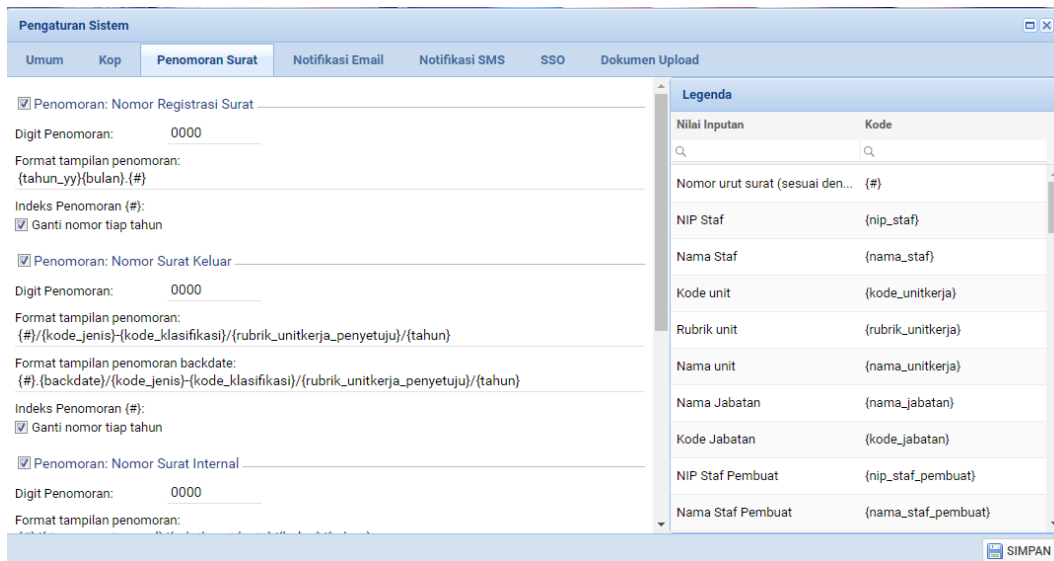 Pengaturan Sistem
Umum Kop Penomoran Surat Notifikasi Email Notifikasi SMS SSO Dokumen Upload
Penomoran: Nomor Registrasi Surat
Digit Penomoran: 0000
Format tampilan penomoran:
{tahun_yy}{bulan}.{#}
Indeks Penomoran {#}:
Ganti nomor tiap tahun
Penomoran: Nomor Surat Keluar
Digit Penomoran: 0000
Format tampilan penomoran:
{#}/{kode_jenis}-{kode_klasifikasi}/{rubrik_unitkerja_penyetuju}/{tahun}
Format tampilan penomoran backdate:
{#}.{backdate}/{kode_jenis}-{kode_klasifikasi}/{rubrik_unitkerja_penyetuju}/{tahun}
Indeks Penomoran {#}:
Ganti nomor tiap tahun
Penomoran: Nomor Surat Internal
Digit Penomoran: 0000
Format tampilan penomoran:
Legenda
Nilai Inputan Kode
Nomor urut surat (sesuai den... {#}
NIP Staf {nip_staf}
Nama Staf {nama_staf}
Kode unit {kode_unitkerja}
Rubrik unit {rubrik_unitkerja}
Nama unit {nama_unitkerja}
Nama Jabatan {nama_jabatan}
Kode Jabatan {kode_jabatan}
NIP Staf Pembuat {nip_staf_pembuat}
Nama Staf Pembuat {nama_staf_pembuat}
SIMPAN